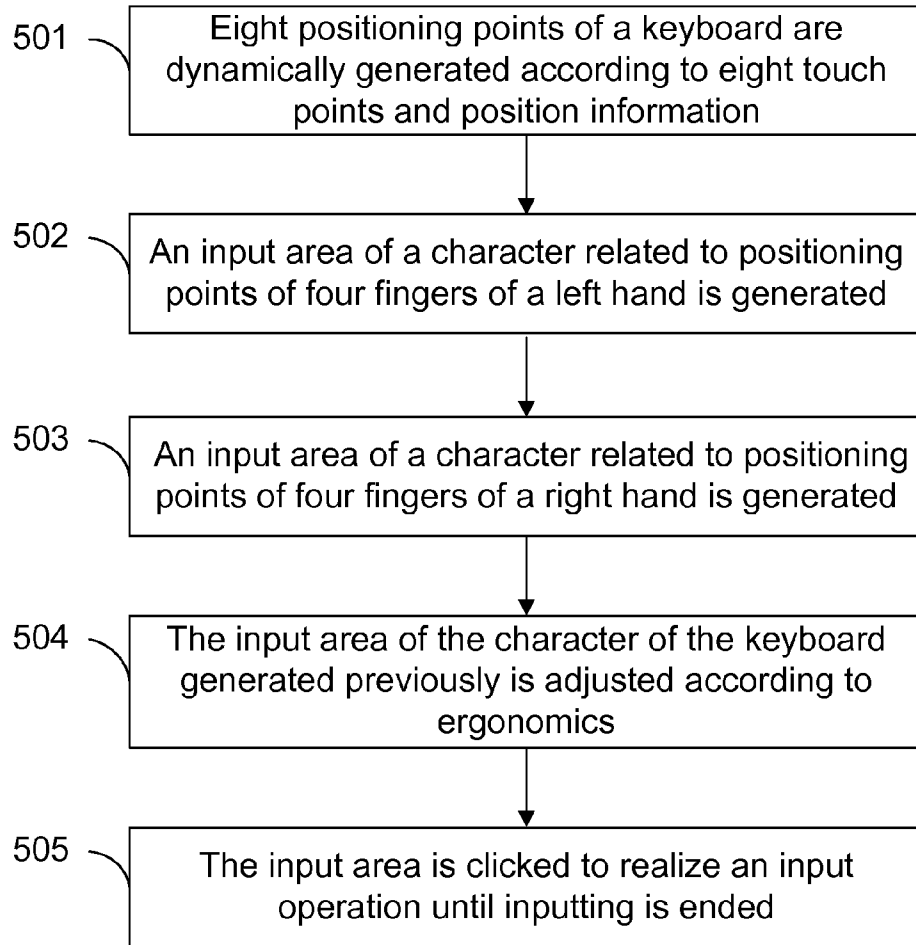 501
Eight positioning points of a keyboard are
dynamically generated according to eight touch
points and position information
502
An input area of a character related to positioning
points of four fingers of a left hand is generated
503
An input area of a character related to positioning
points of four fingers of a right hand is generated
504
The input area of the character of the keyboard
generated previously is adjusted according to
ergonomics
505
The input area is clicked to realize an input
operation until inputting is ended